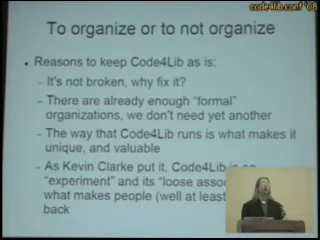 code4lib.conf '08
To organize or to not organize
• Reasons to keep Code4Lib as is:
– It's not broken, why fix it?
– There are already enough "formal"
organizations, we don't need yet another
– The way that Code4Lib runs is what makes it
unique, and valuable
– As Kevin Clarke put it, Code4Lib is an
"experiment" and its "loose
what makes people (well at least
back